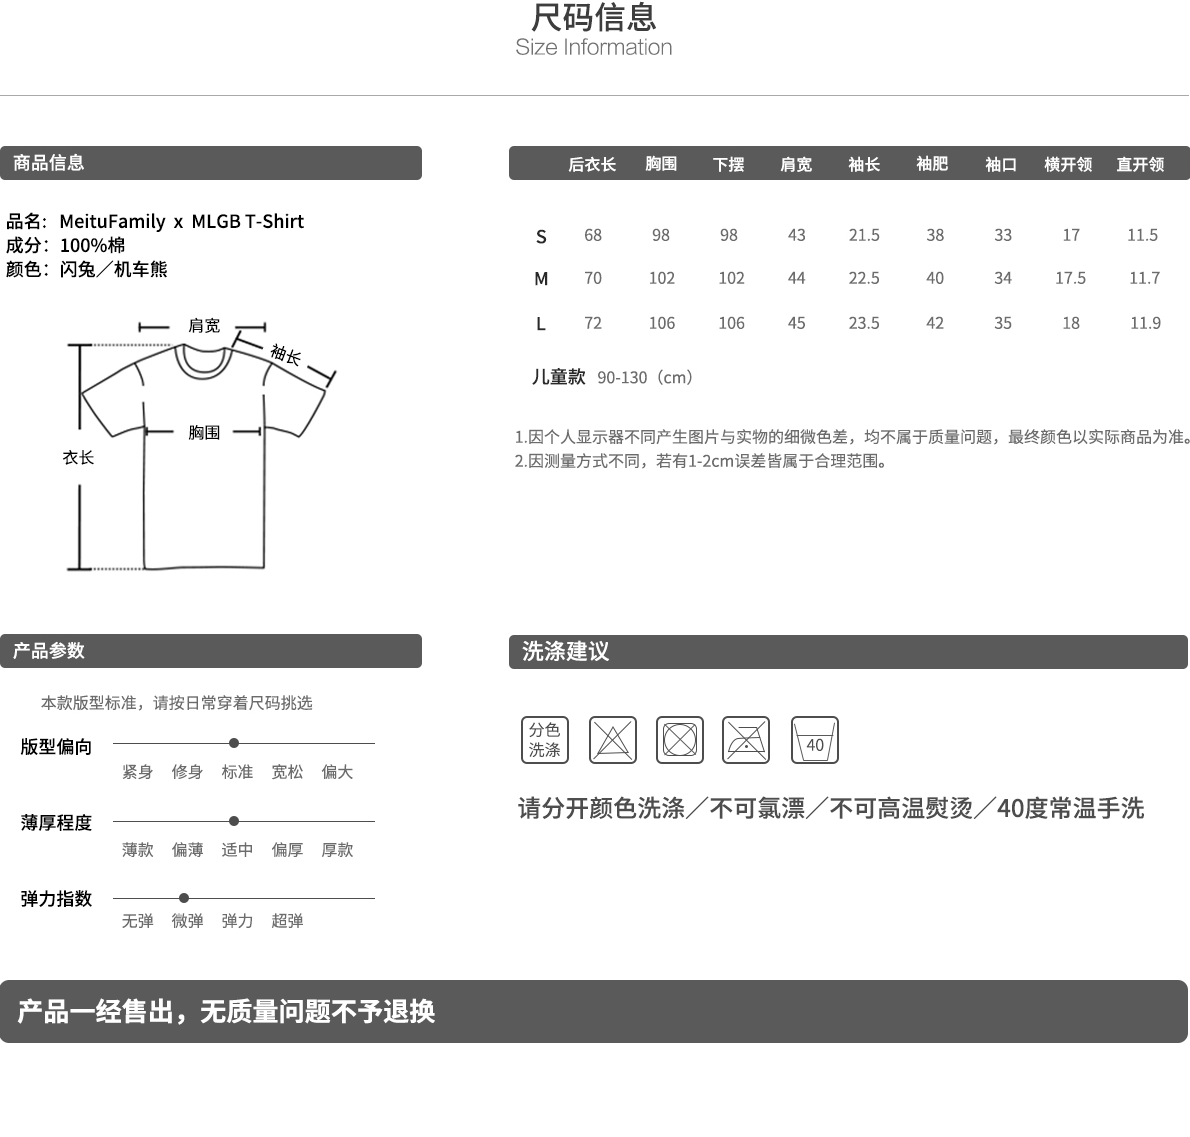 尺码信息
Size Information
商品信息
品名：MeituFamily x MLGB T-Shirt
成分：100%棉
颜色：闪兔／机车熊
肩宽
袖长
胸围
衣长
后衣长 胸围 下摆 肩宽 袖长 袖肥 袖口 横开领 直开领
S 68 98 98 43 21.5 38 33 17 11.5
M 70 102 102 44 22.5 40 34 17.5 11.7
L 72 106 106 45 23.5 42 35 18 11.9
儿童款 90-130（cm）
1.因个人显示器不同产生图片与实物的细微色差，均不属于质量问题，最终颜色以实际商品为准。
2.因测量方式不同，若有1-2cm误差皆属于合理范围。
产品参数
本款版型标准，请按日常穿着尺码挑选
版型偏向
紧身 修身 标准 宽松 偏大
薄厚程度
薄款 偏薄 适中 偏厚 厚款
弹力指数
无弹 微弹 弹力 超弹
洗涤建议
分色
洗涤
40
请分开颜色洗涤／不可氯漂／不可高温熨烫／40度常温手洗
产品一经售出，无质量问题不予退换